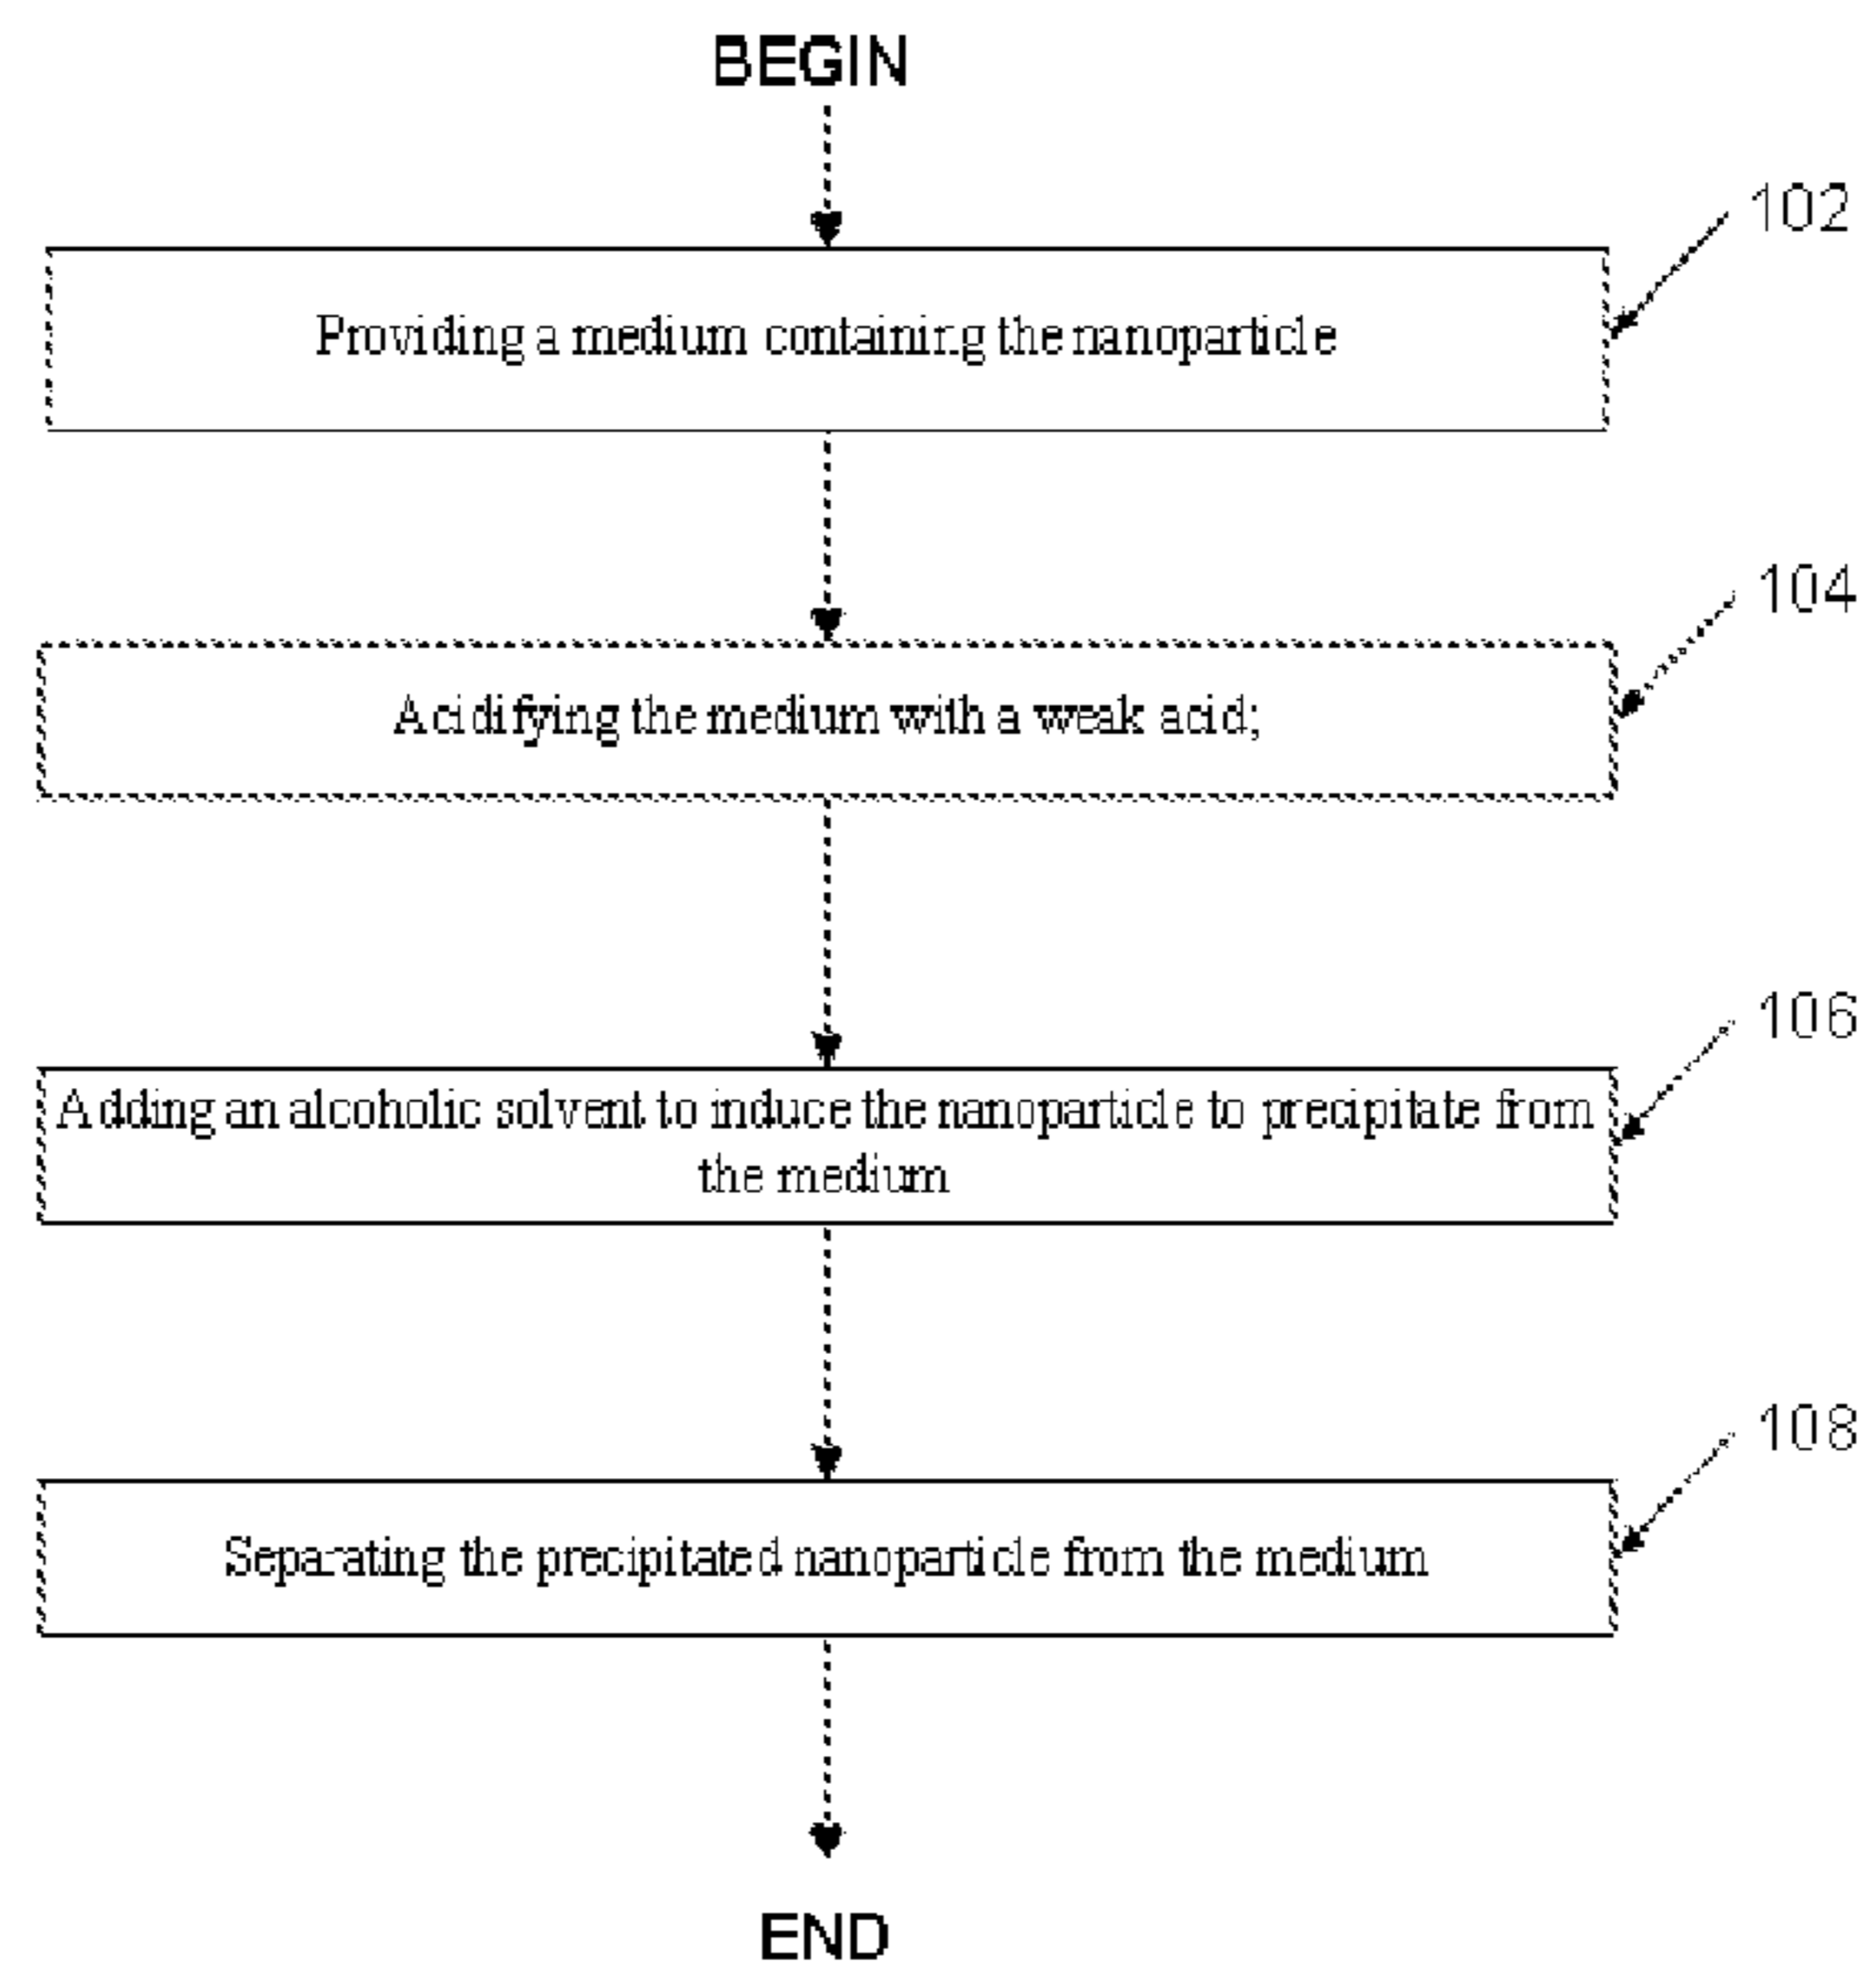 BEGIN
102
Providing a medium containing the nanoparticle
104
Acidifying the medium with a weak acid;
106
Adding an alcoholic solvent to induce the nanoparticle to precipitate from
the medium
108
Separating the precipitated nanoparticle from the medium
END